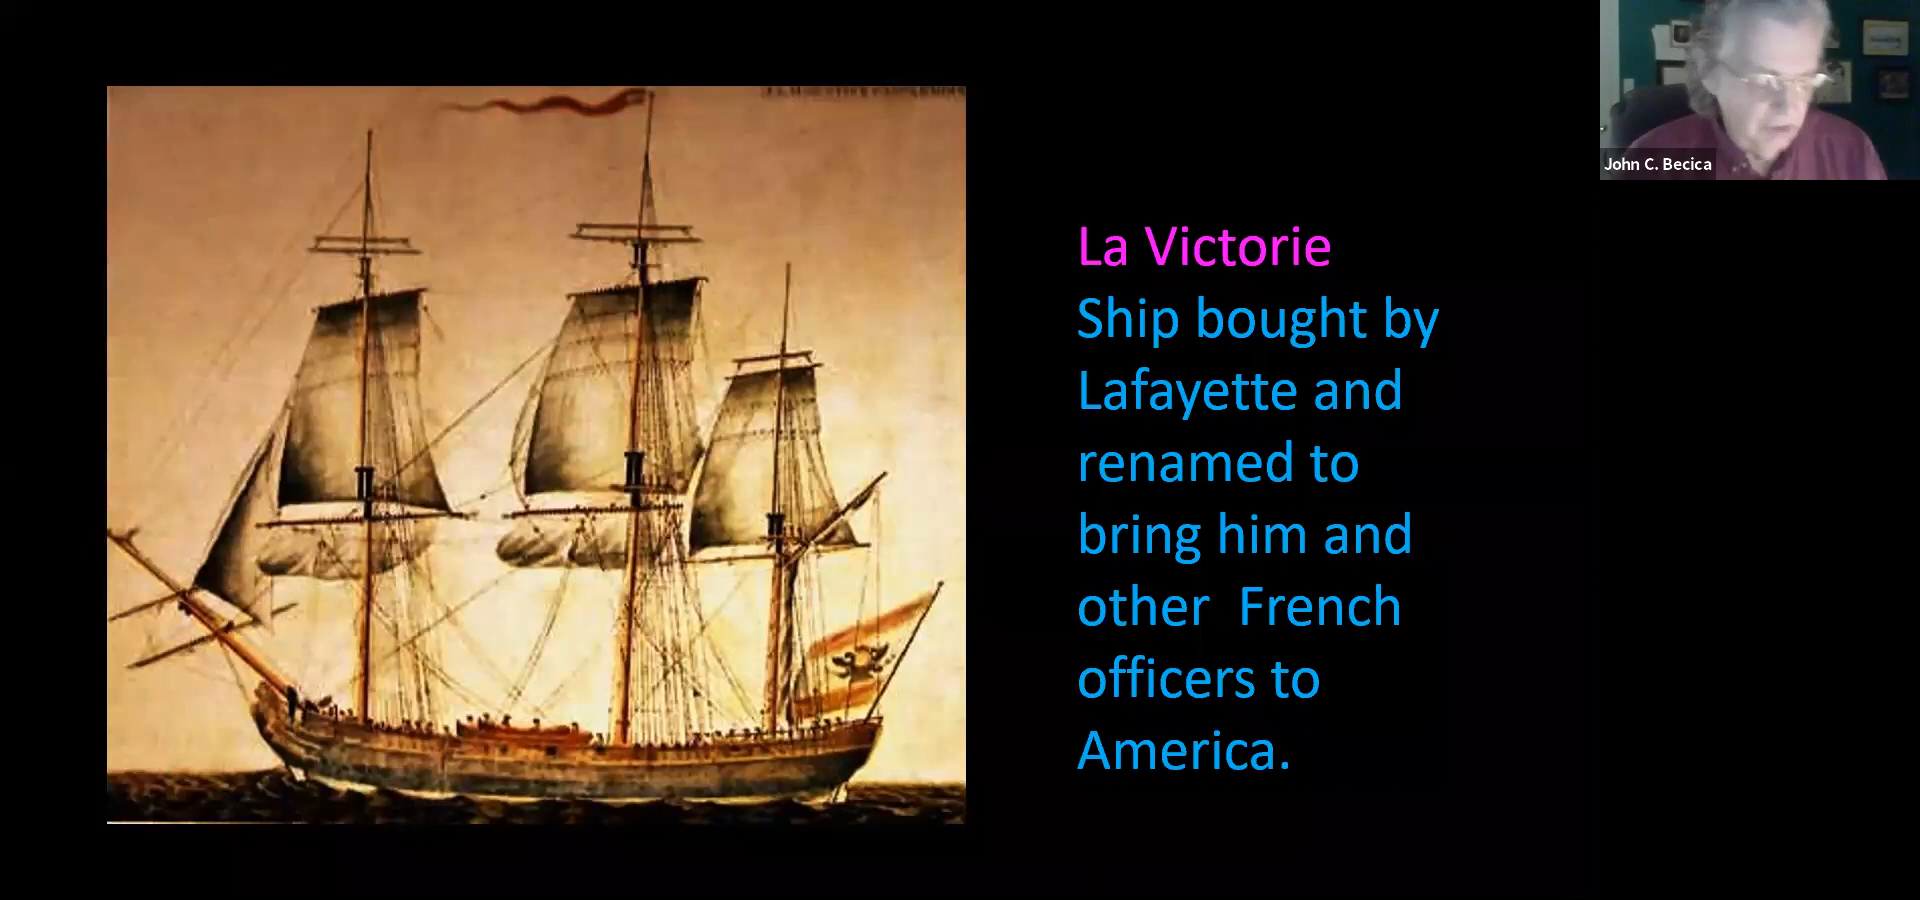 La Victorie
Ship bought by
Lafayette and
renamed to
bring him and
other  French
officers to
America.
John C. Becica